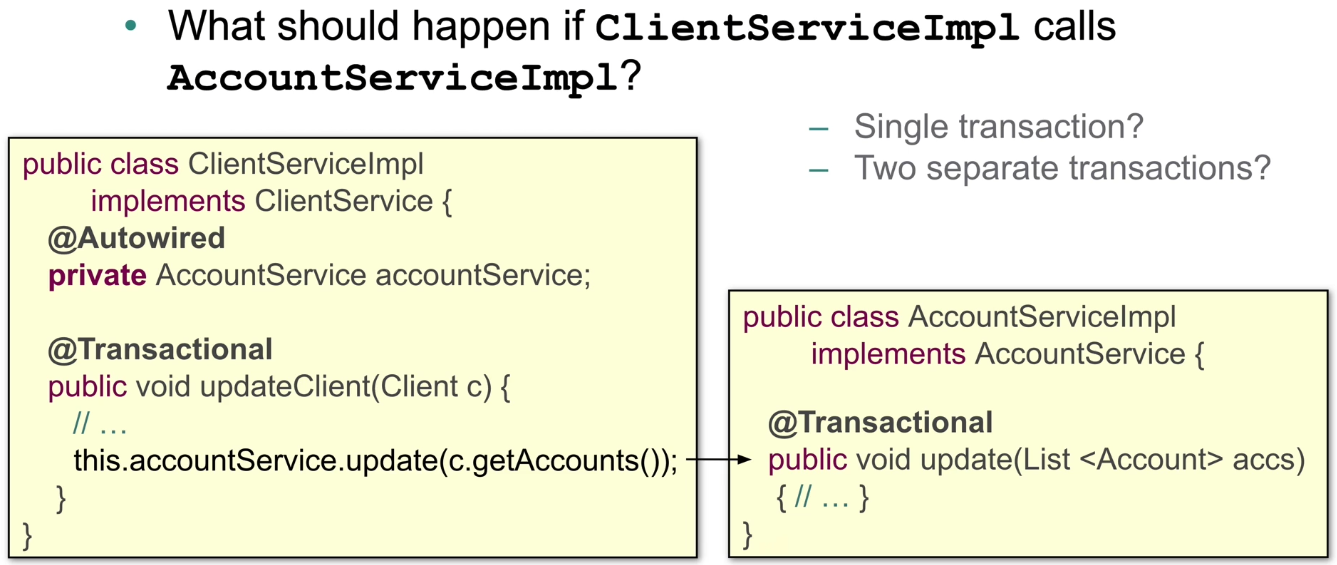 • What should happen if ClientServiceImpl calls
AccountServiceImpl?
– Single transaction?
– Two separate transactions?
public class ClientServiceImpl
implements ClientService {
@Autowired
private AccountService accountService;
@Transactional
public void updateClient(Client c) {
// …
this.accountService.update(c.getAccounts());
}
}
public class AccountServiceImpl
implements AccountService {
@Transactional
public void update(List <Account> accs)
{ // … }
}